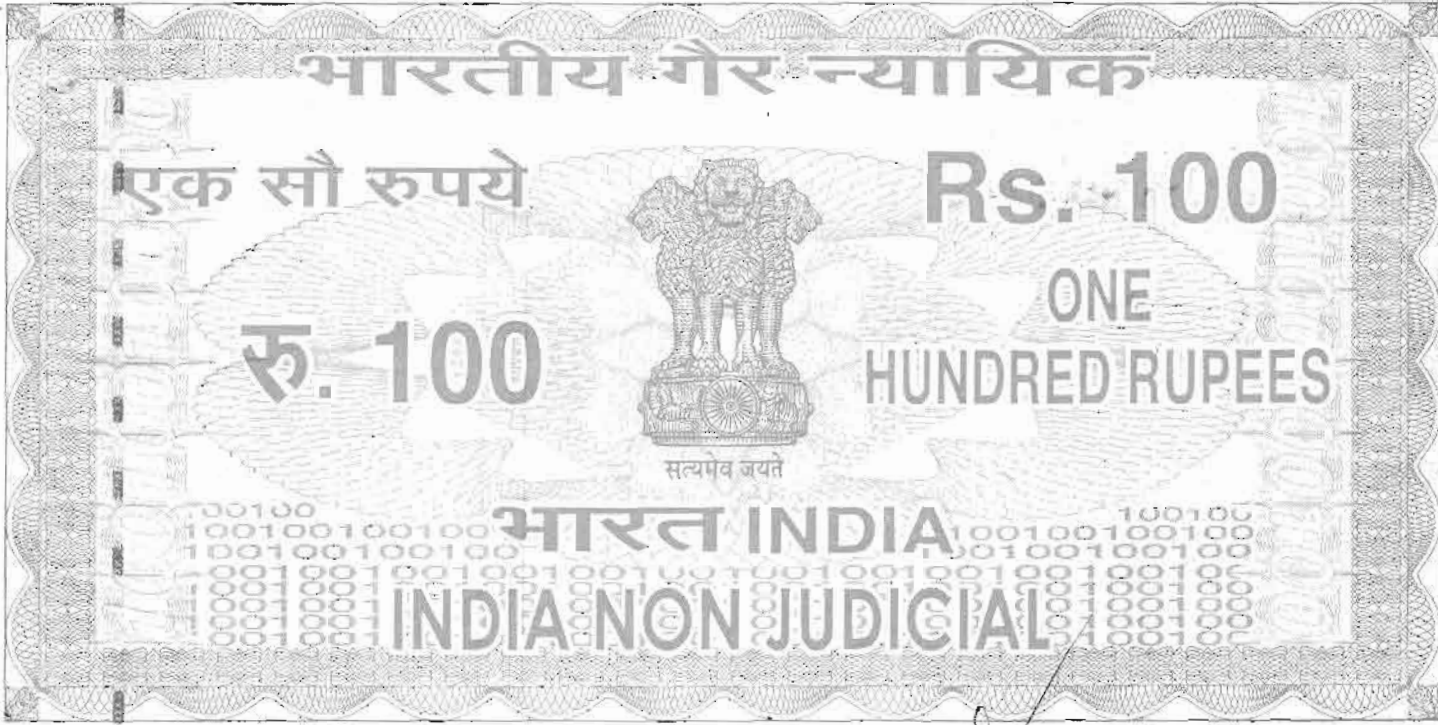 भारतीय गैर न्यायिक
एक सौ रुपये
Rs. 100
रु. 100
ONE
HUNDRED RUPEES
सत्यमेव जयते
भारत INDIA
INDIA NON JUDICIAL